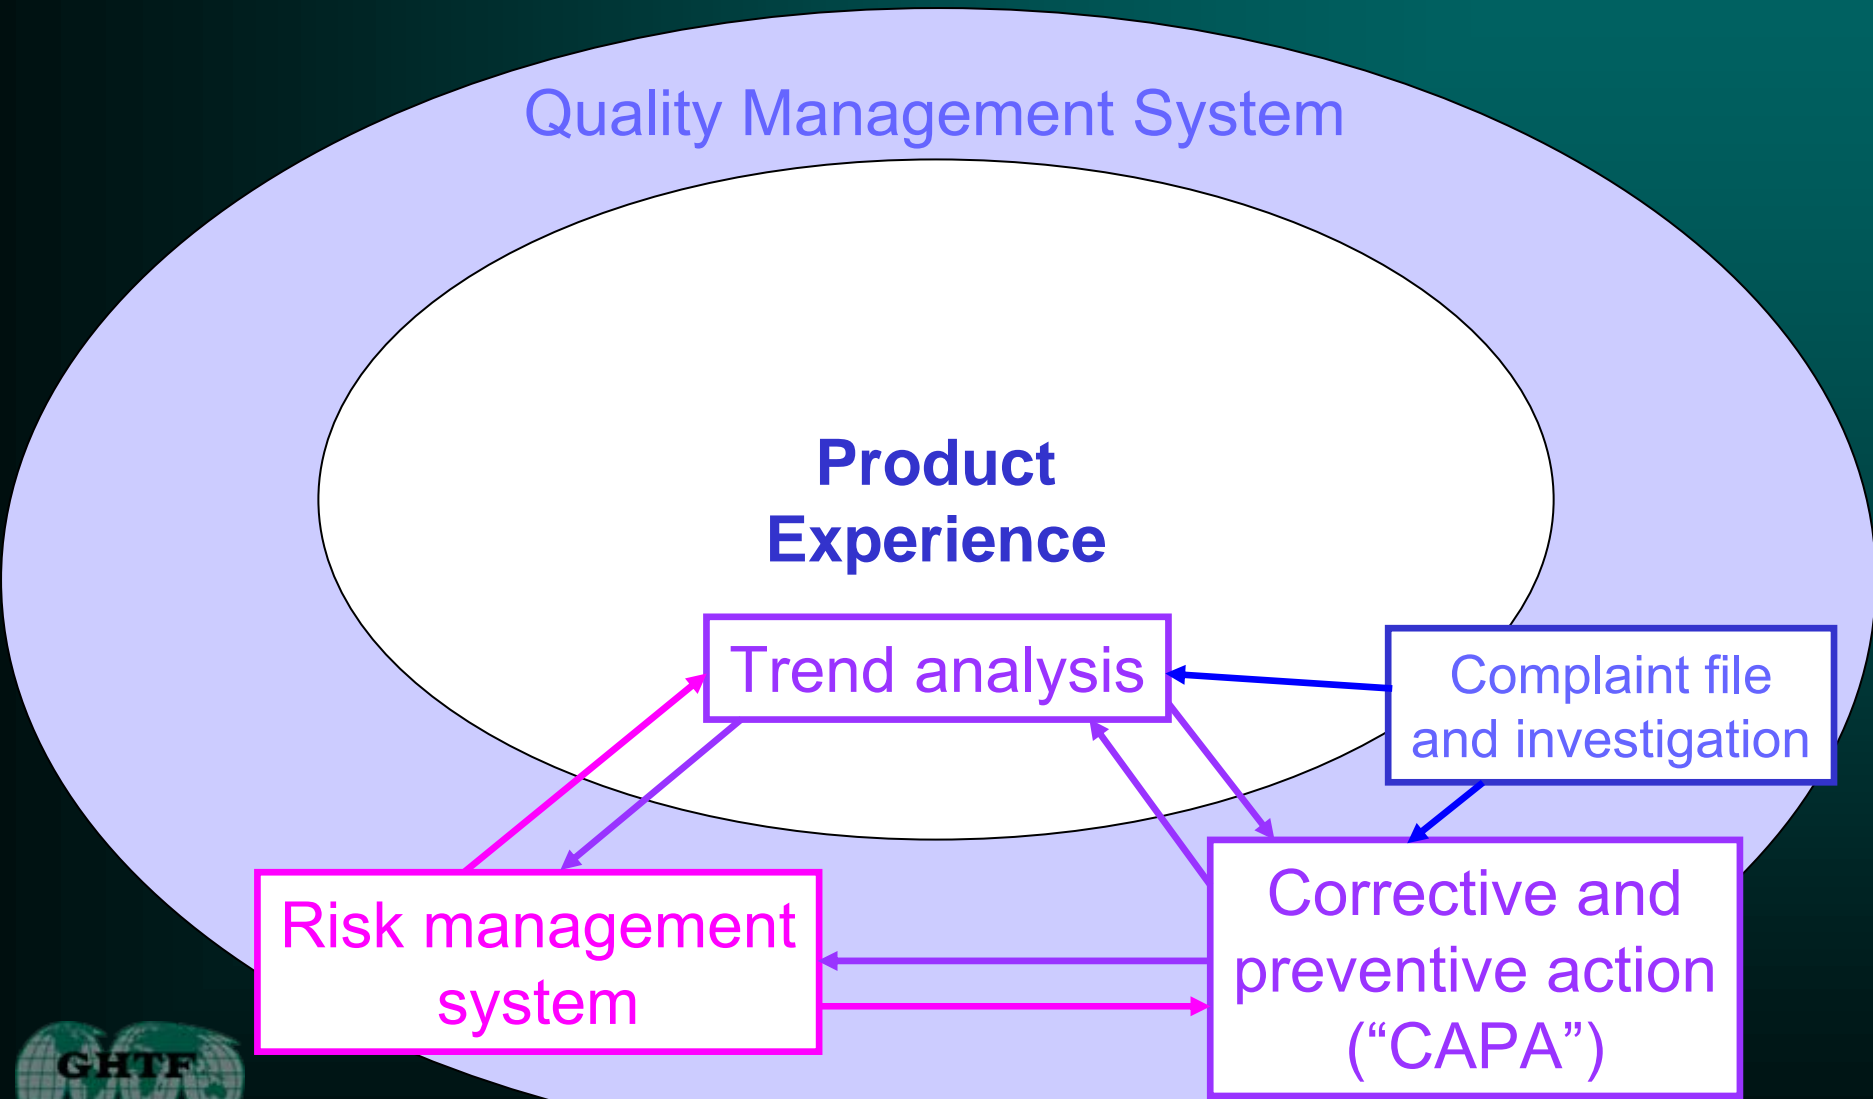 Quality Management System
Product
Experience
Trend analysis
Complaint file
and investigation
Risk management
system
Corrective and
preventive action
(“CAPA”)
GHTF